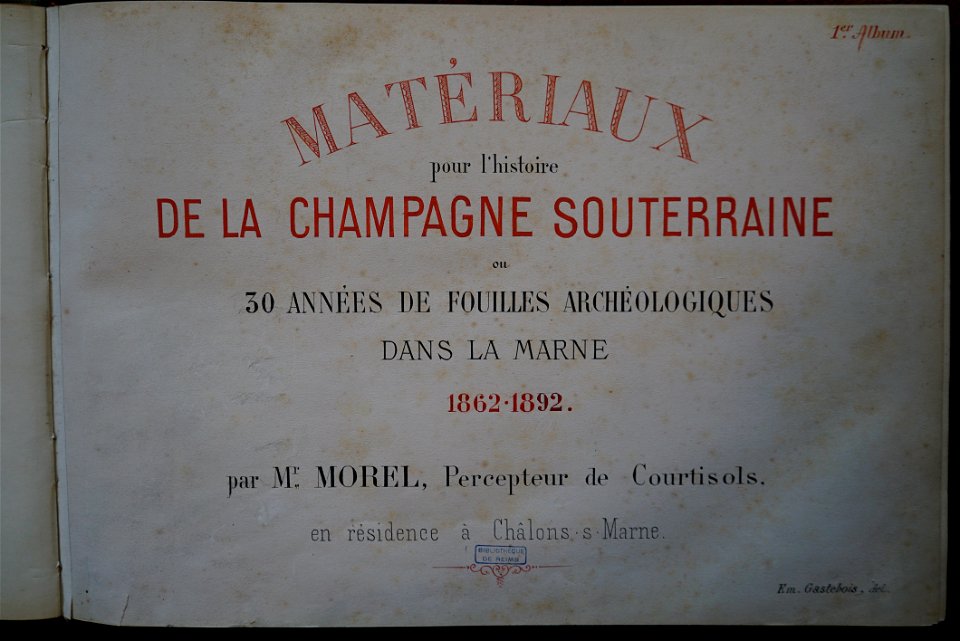 1er Album.
MATÉRIAUX
pour l'histoire
DE LA CHAMPAGNE SOUTERRAINE
ou
30 ANNÉES DE FOUILLES ARCHÉOLOGIQUES
DANS LA MARNE
1862-1892.
par Mr. MOREL, Percepteur de Courtisols.
en résidence à Châlons-s-Marne.
BIBLIOTHÈQUE
DE REIMS
Em. Gastebois, del.